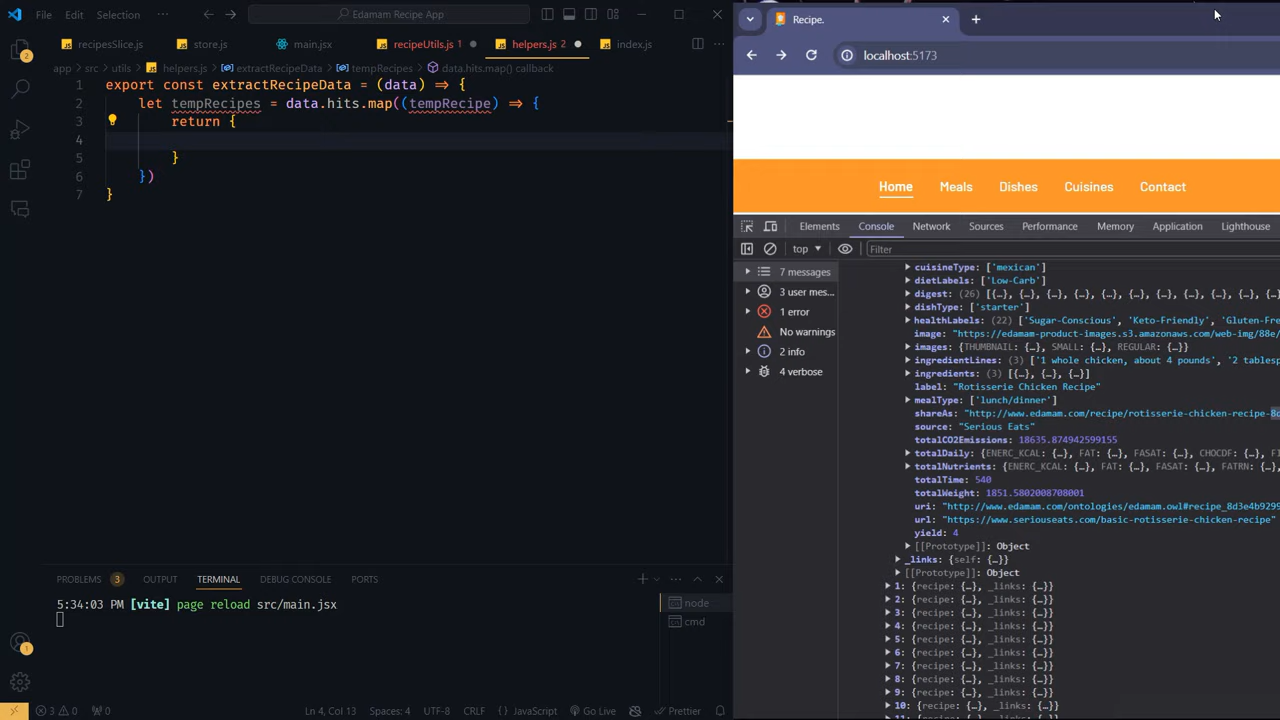 File Edit Selection ··· Edamam Recipe App
recipesSlice.js store.js main.jsx recipeUtils.js 1 helpers.js 2 index.js
app > src > utils > helpers.js > extractRecipeData > tempRecipes > data.hits.map() callback
1 export const extractRecipeData = (data) => {
2 let tempRecipes = data.hits.map((tempRecipe) => {
3 return {
4
5 }
6 })
7 }
PROBLEMS 3 OUTPUT TERMINAL DEBUG CONSOLE PORTS
5:34:03 PM [vite] page reload src/main.jsx
node
cmd
3 0 0 Ln 4, Col 13 Spaces: 4 UTF-8 CRLF {} JavaScript Go Live Prettier
Recipe.
localhost:5173
Home Meals Dishes Cuisines Contact
Elements Console Network Sources Performance Memory Application Lighthouse
top Filter
7 messages
3 user mes...
1 error
No warnings
2 info
4 verbose
cuisineType: ['mexican']
dietLabels: ['Low-Carb']
digest: (26) [{…}, {…}, {…}, {…}, {…}, {…}, {…}, {…}, {…}, {…},
dishType: ['starter']
healthLabels: (22) ['Sugar-Conscious', 'Keto-Friendly', 'Gluten-Fre
image: "https://edamam-product-images.s3.amazonaws.com/web-img/88e/
images: {THUMBNAIL: {…}, SMALL: {…}, REGULAR: {…}}
ingredientLines: (3) ['1 whole chicken, about 4 pounds', '2 tablesp
ingredients: (3) [{…}, {…}, {…}]
label: "Rotisserie Chicken Recipe"
mealType: ['lunch/dinner']
shareAs: "http://www.edamam.com/recipe/rotisserie-chicken-recipe-8d
source: "Serious Eats"
totalCO2Emissions: 18635.874942599155
totalDaily: {ENERC_KCAL: {…}, FAT: {…}, FASAT: {…}, CHOCDF: {…}, FI
totalNutrients: {ENERC_KCAL: {…}, FAT: {…}, FASAT: {…}, FATRN: {…},
totalTime: 540
totalWeight: 1851.5802008708001
uri: "http://www.edamam.com/ontologies/edamam.owl#recipe_8d3e4b9299
url: "https://www.seriouseats.com/basic-rotisserie-chicken-recipe"
yield: 4
[[Prototype]]: Object
_links: {self: {…}}
[[Prototype]]: Object
1: {recipe: {…}, _links: {…}}
2: {recipe: {…}, _links: {…}}
3: {recipe: {…}, _links: {…}}
4: {recipe: {…}, _links: {…}}
5: {recipe: {…}, _links: {…}}
6: {recipe: {…}, _links: {…}}
7: {recipe: {…}, _links: {…}}
8: {recipe: {…}, _links: {…}}
9: {recipe: {…}, _links: {…}}
10: {recipe: {…}, _links: {…}}